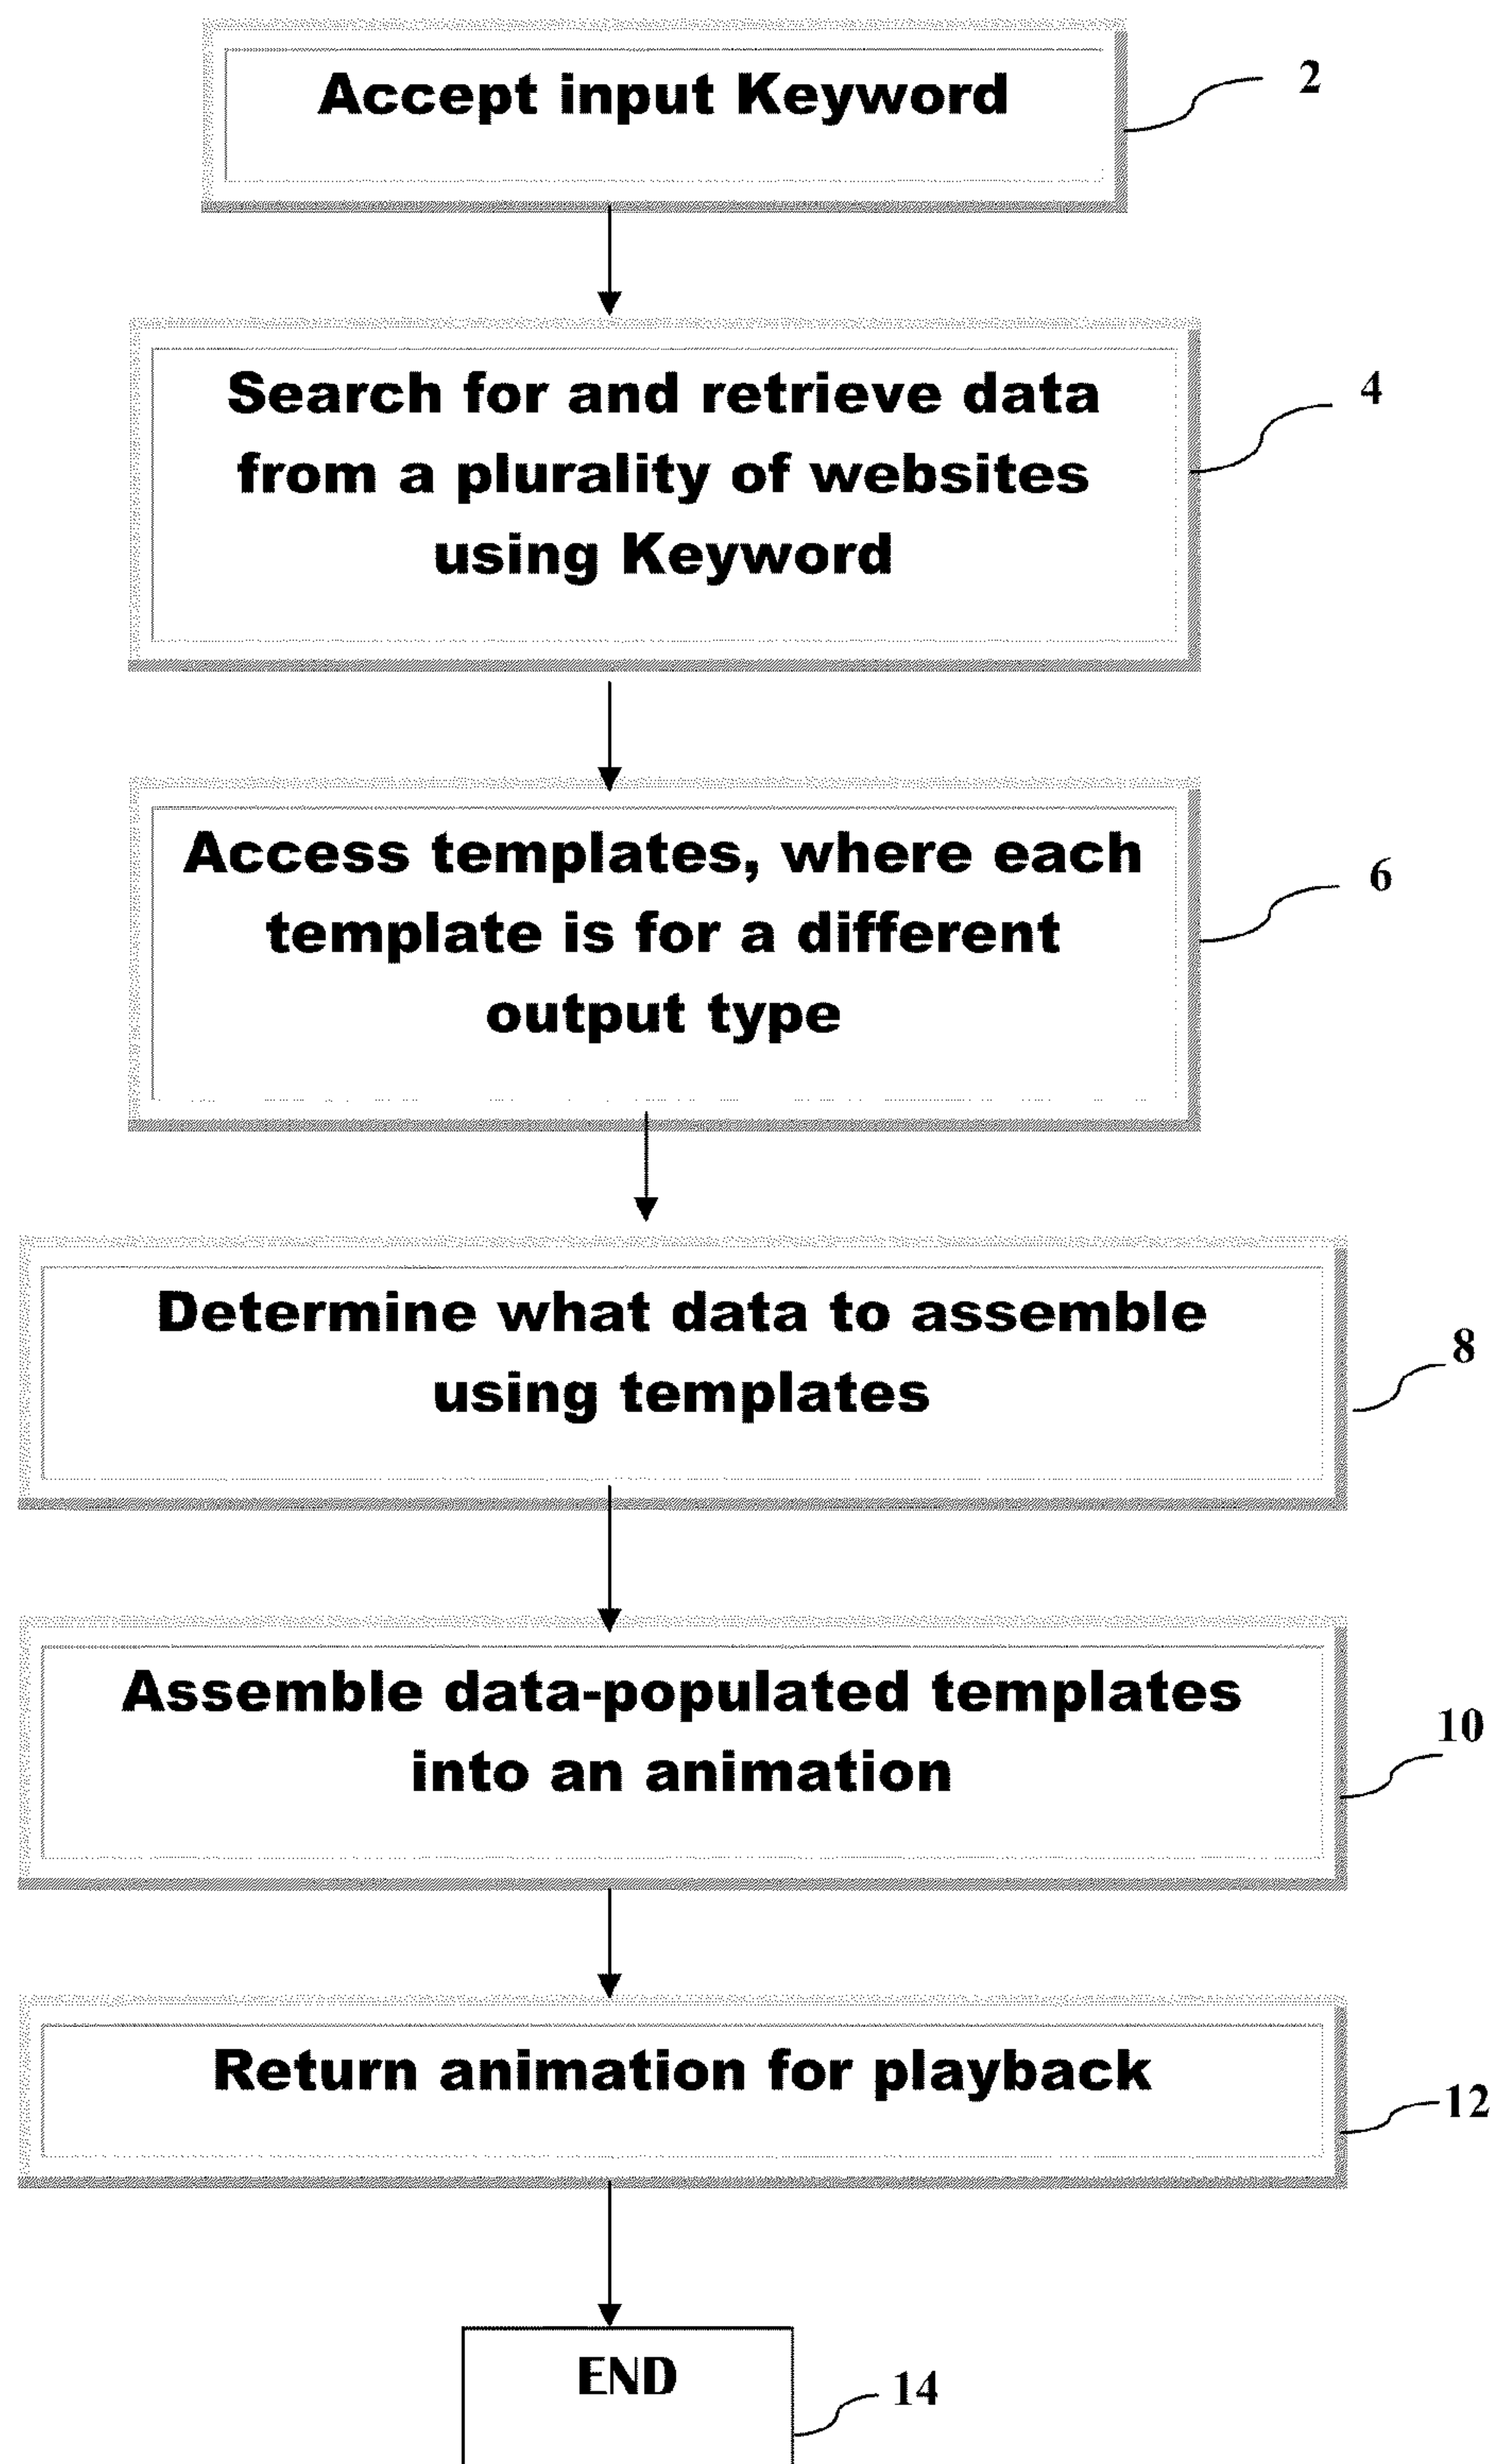 Accept input Keyword
2
Search for and retrieve data
from a plurality of websites
using Keyword
4
Access templates, where each
template is for a different
output type
6
Determine what data to assemble
using templates
8
Assemble data-populated templates
into an animation
10
Return animation for playback
12
END
14